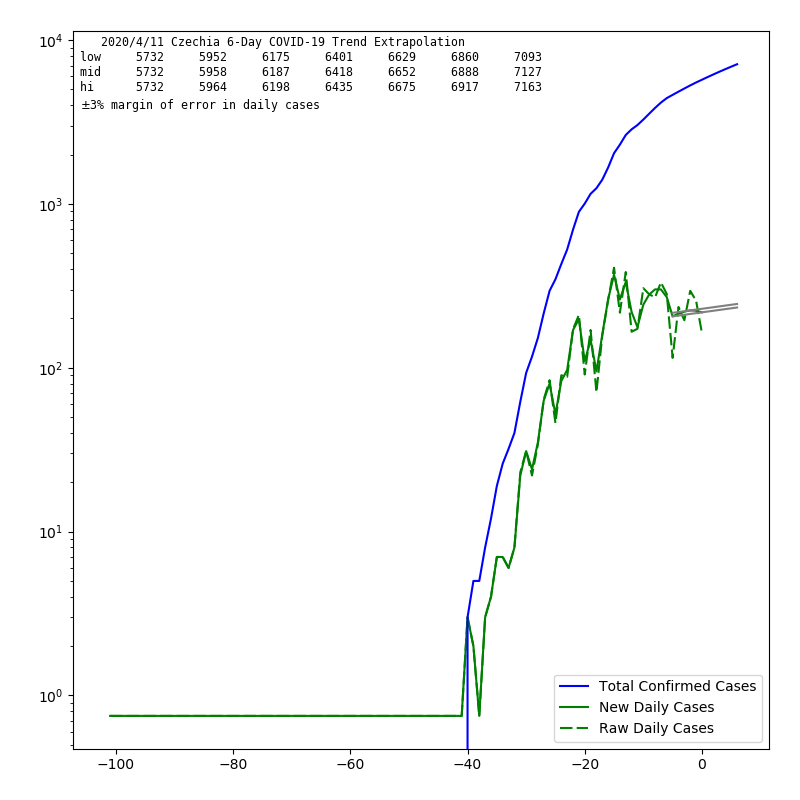 2020/4/11 Czechia 6-Day COVID-19 Trend Extrapolation
low 5732 5952 6175 6401 6629 6860 7093
mid 5732 5958 6187 6418 6652 6888 7127
hi 5732 5964 6198 6435 6675 6917 7163
±3% margin of error in daily cases
10⁴
10³
10²
10¹
10⁰
Total Confirmed Cases
New Daily Cases
Raw Daily Cases
−100 −80 −60 −40 −20 0